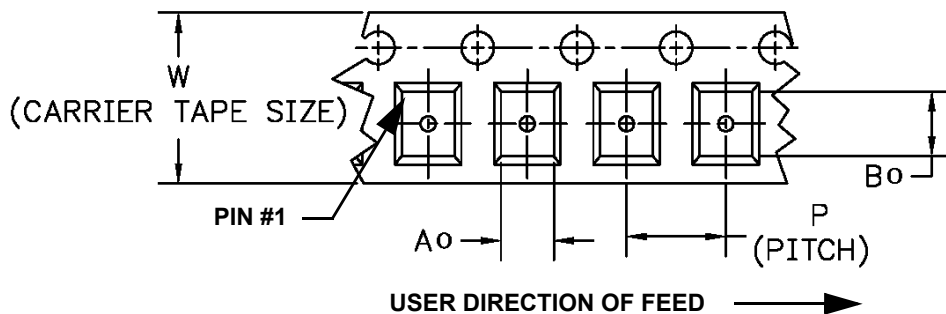 W
(CARRIER TAPE SIZE)
PIN #1
Ao
Bo
P
(PITCH)
USER DIRECTION OF FEED